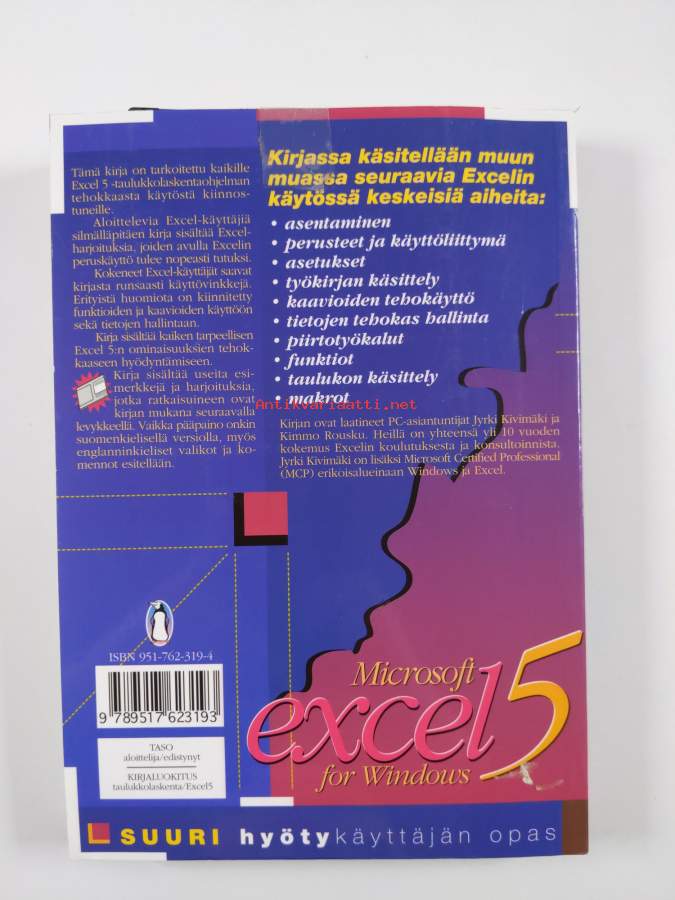 Tämä kirja on tarkoitettu kaikille
Excel 5 -taulukkolaskentaohjelman
tehokkaasta käytöstä kiinnos-
tuneille.
Aloittelevia Excel-käyttäjiä
silmälläpitäen kirja sisältää Excel-
harjoituksia, joiden avulla Excelin
peruskäyttö tulee nopeasti tutuksi.
Kokeneet Excel-käyttäjät saavat
kirjasta runsaasti käyttövinkkejä.
Erityistä huomiota on kiinnitetty
funktioiden ja kaavioiden käyttöön
sekä tietojen hallintaan.
Kirja sisältää kaiken tarpeellisen
Excel 5:n ominaisuuksien tehok-
kaaseen hyödyntämiseen.
Kirja sisältää useita esi-
merkkejä ja harjoituksia,
jotka ratkaisuineen ovat
kirjan mukana seuraavalla
levykkeellä. Vaikka pääpaino onkin
suomenkielisellä versiolla, myös
englanninkieliset valikot ja ko-
mennot esitellään.
Kirjassa käsitellään muun
muassa seuraavia Excelin
käytössä keskeisiä aiheita:
• asentaminen
• perusteet ja käyttöliittymä
• asetukset
• työkirjan käsittely
• kaavioiden tehokäyttö
• tietojen tehokas hallinta
• piirtotyökalut
• funktiot
• taulukon käsittely
• makrot
Antikvariaatti.net
Kirjan ovat laatineet PC-asiantuntijat Jyrki Kivimäki ja
Kimmo Rousku. Heillä on yhteensä yli 10 vuoden
kokemus Excelin koulutuksesta ja konsultoinnista.
Jyrki Kivimäki on lisäksi Microsoft Certified Professional
(MCP) erikoisalueinaan Windows ja Excel.
ISBN 951-762-319-4
9 789517 623193
TASO
aloittelija/edistynyt
KIRJALUOKITUS
taulukkolaskenta/Excel5
Microsoft
excel 5
for Windows
SUURI hyötykäyttäjän opas